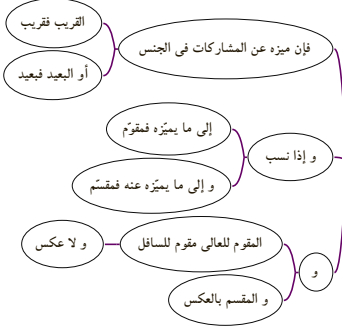 فإن ميزه عن المشاركات فى الجنس
القريب فقريب
أو البعيد فبعيد
و إذا نسب
إلى ما يميّزه فمقوّم
و إلى ما يميّزه عنه فمقسّم
و
المقوم للعالى مقوم للسافل
و لا عكس
و المقسم بالعكس